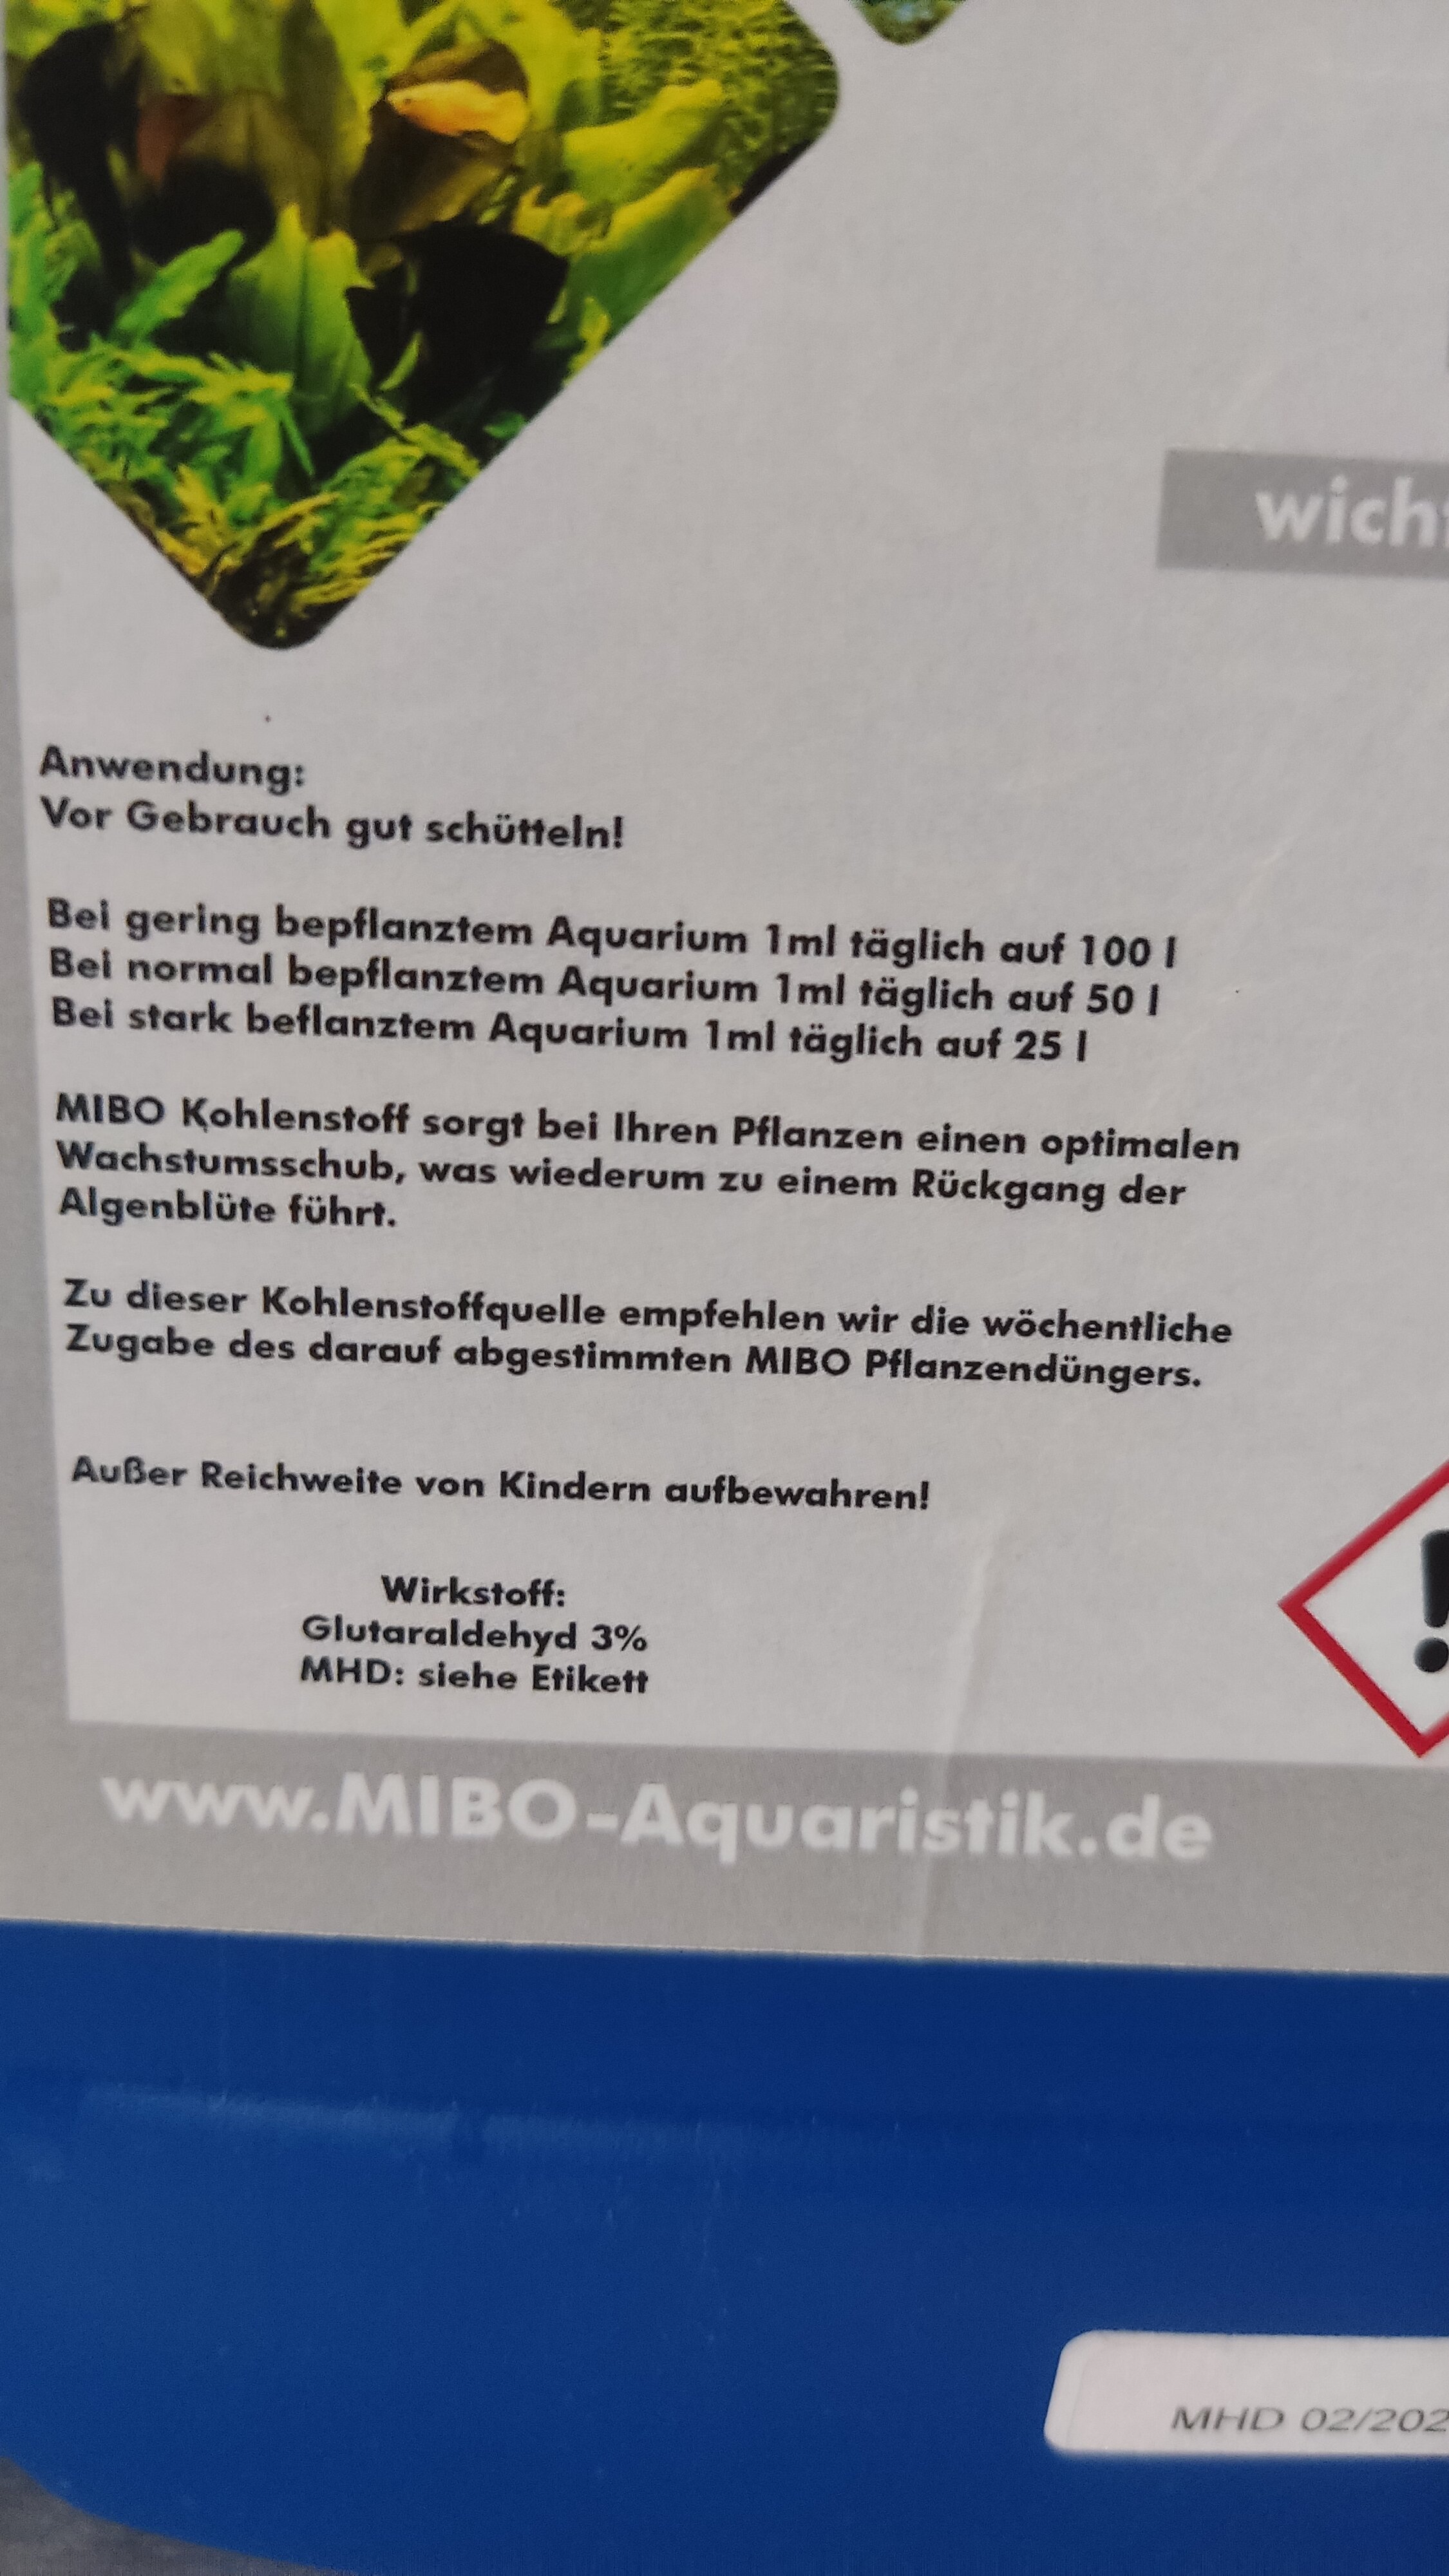 Anwendung:
Vor Gebrauch gut schütteln!
Bei gering bepflanztem Aquarium 1ml täglich auf 100 l
Bei normal bepflanztem Aquarium 1ml täglich auf 50 l
Bei stark beflanztem Aquarium 1ml täglich auf 25 l
MIBO Kohlenstoff sorgt bei Ihren Pflanzen einen optimalen
Wachstumsschub, was wiederum zu einem Rückgang der
Algenblüte führt.
Zu dieser Kohlenstoffquelle empfehlen wir die wöchentliche
Zugabe des darauf abgestimmten MIBO Pflanzendüngers.
Außer Reichweite von Kindern aufbewahren!
Wirkstoff:
Glutaraldehyd 3%
MHD: siehe Etikett
www.MIBO-Aquaristik.de
MHD 02/202